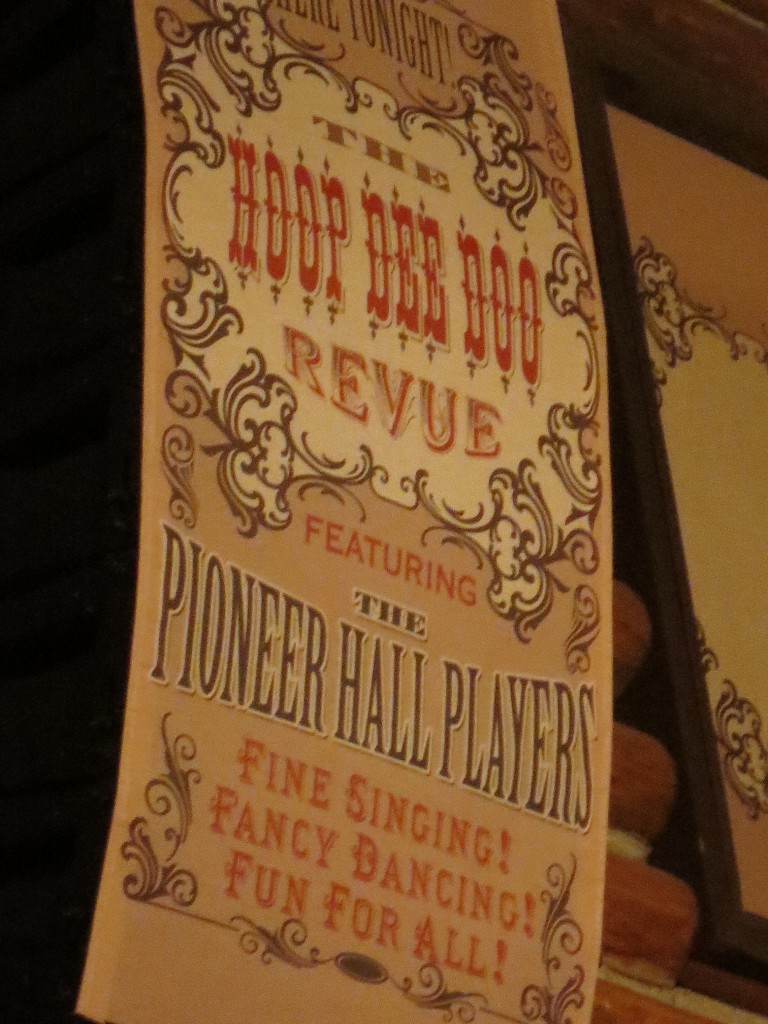 HERE TONIGHT!
THE
HOOP DEE DOO
REVUE
FEATURING
THE
PIONEER HALL PLAYERS
FINE SINGING!
FANCY DANCING!
FUN FOR ALL!